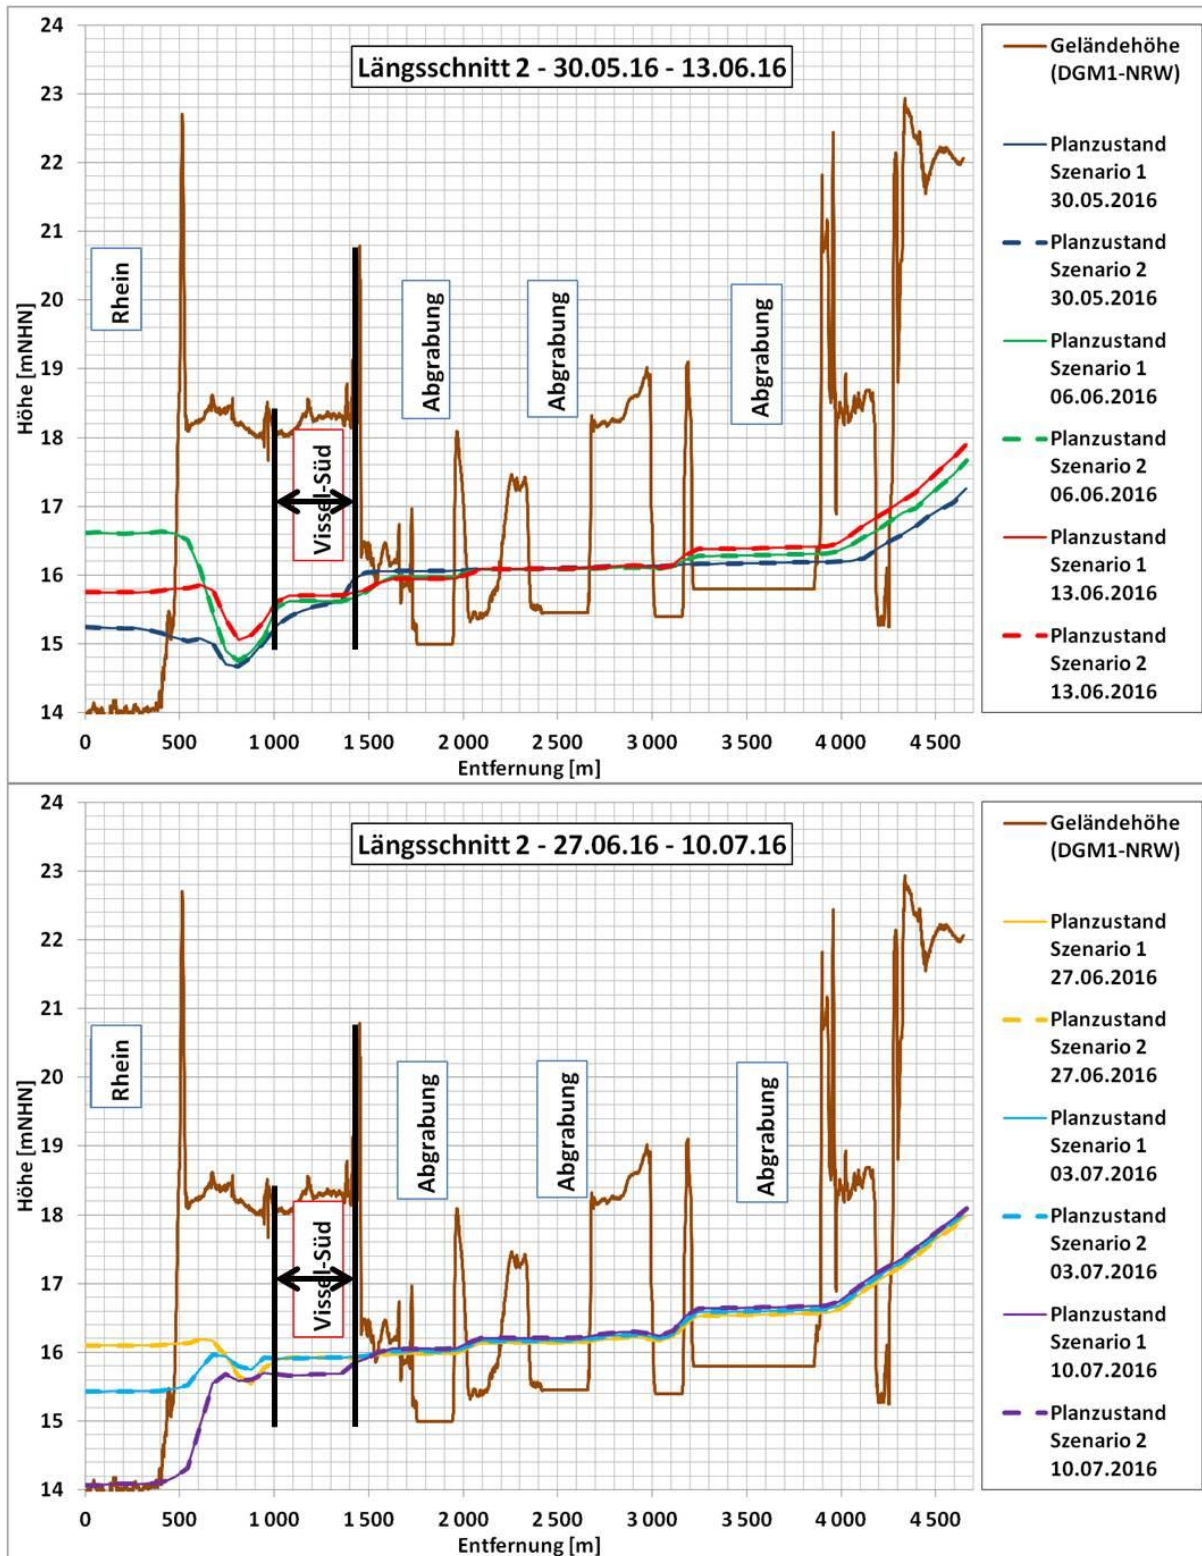 Längsschnitt 2 - 30.05.16 - 13.06.16
Höhe [mNHN]
24
23
22
21
20
19
18
17
16
15
14
Rhein
Vissel-Süd
Abgrabung
Abgrabung
Abgrabung
0
500
1 000
1 500
2 000
2 500
3 000
3 500
4 000
4 500
Entfernung [m]
Geländehöhe
(DGM1-NRW)
Planzustand
Szenario 1
30.05.2016
Planzustand
Szenario 2
30.05.2016
Planzustand
Szenario 1
06.06.2016
Planzustand
Szenario 2
06.06.2016
Planzustand
Szenario 1
13.06.2016
Planzustand
Szenario 2
13.06.2016
Längsschnitt 2 - 27.06.16 - 10.07.16
Höhe [mNHN]
24
23
22
21
20
19
18
17
16
15
14
Rhein
Vissel-Süd
Abgrabung
Abgrabung
Abgrabung
0
500
1 000
1 500
2 000
2 500
3 000
3 500
4 000
4 500
Entfernung [m]
Geländehöhe
(DGM1-NRW)
Planzustand
Szenario 1
27.06.2016
Planzustand
Szenario 2
27.06.2016
Planzustand
Szenario 1
03.07.2016
Planzustand
Szenario 2
03.07.2016
Planzustand
Szenario 1
10.07.2016
Planzustand
Szenario 2
10.07.2016